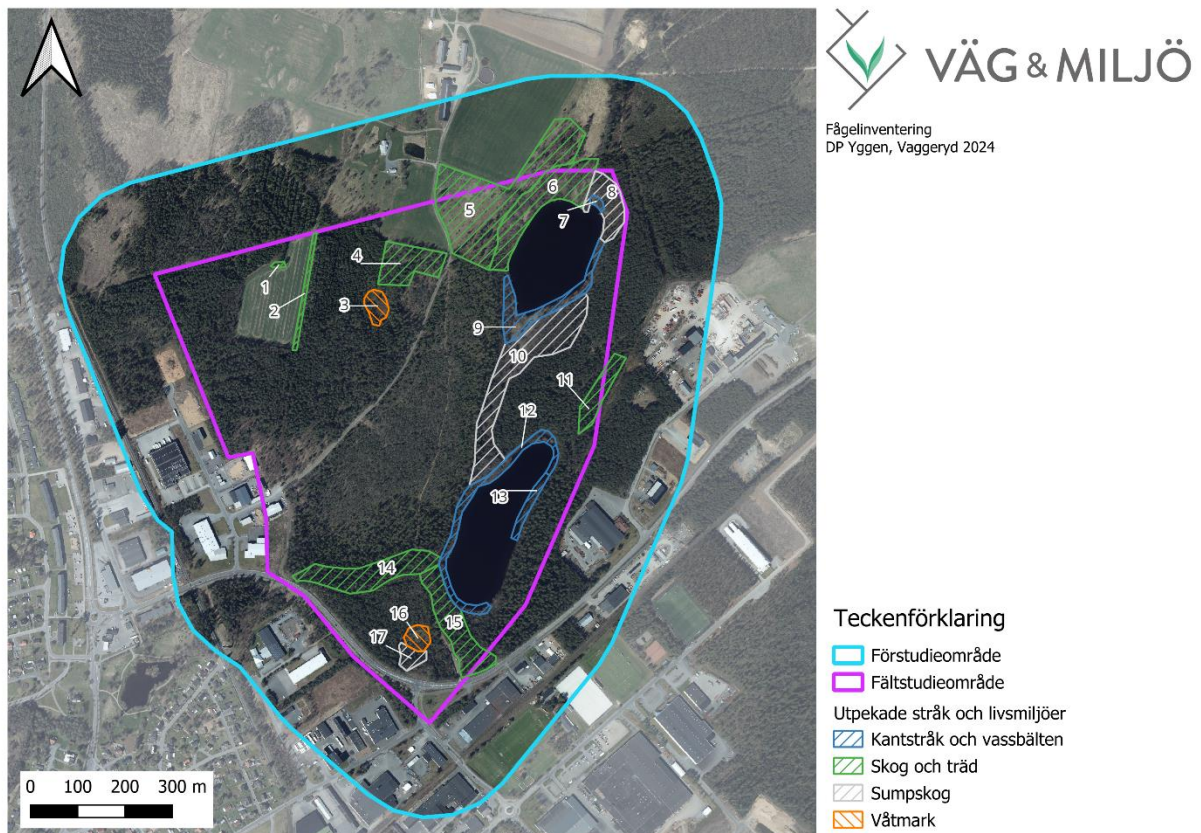 VÄG & MILJÖ
Fågelinventering
DP Yggen, Vaggeryd 2024
1
2
3
4
5
6
7
8
9
10
11
12
13
14
15
16
17
0 100 200 300 m
Teckenförklaring
Förstudieområde
Fältstudieområde
Utpekade stråk och livsmiljöer
Kantstråk och vassbälten
Skog och träd
Sumpskog
Våtmark